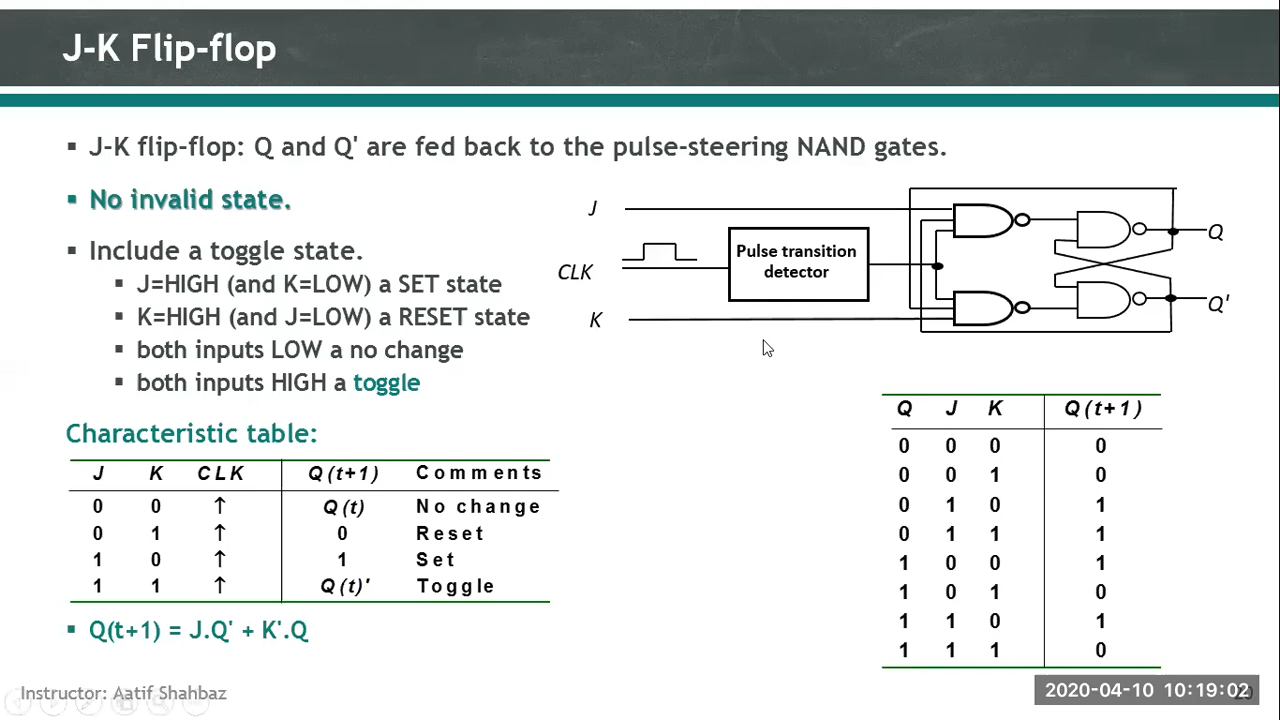 J-K Flip-flop
▪ J-K flip-flop: Q and Q' are fed back to the pulse-steering NAND gates.
▪ No invalid state.
▪ Include a toggle state.
▪ J=HIGH (and K=LOW) a SET state
▪ K=HIGH (and J=LOW) a RESET state
▪ both inputs LOW a no change
▪ both inputs HIGH a toggle
J
CLK
K
Pulse transition
detector
Q
Q'
Characteristic table:
J K CLK Q(t+1) Comments
0 0 ↑ Q(t) No change
0 1 ↑ 0 Reset
1 0 ↑ 1 Set
1 1 ↑ Q(t)' Toggle
▪ Q(t+1) = J.Q' + K'.Q
Q J K Q(t+1)
0 0 0 0
0 0 1 0
0 1 0 1
0 1 1 1
1 0 0 1
1 0 1 0
1 1 0 1
1 1 1 0
Instructor: Aatif Shahbaz
2020-04-10 10:19:02